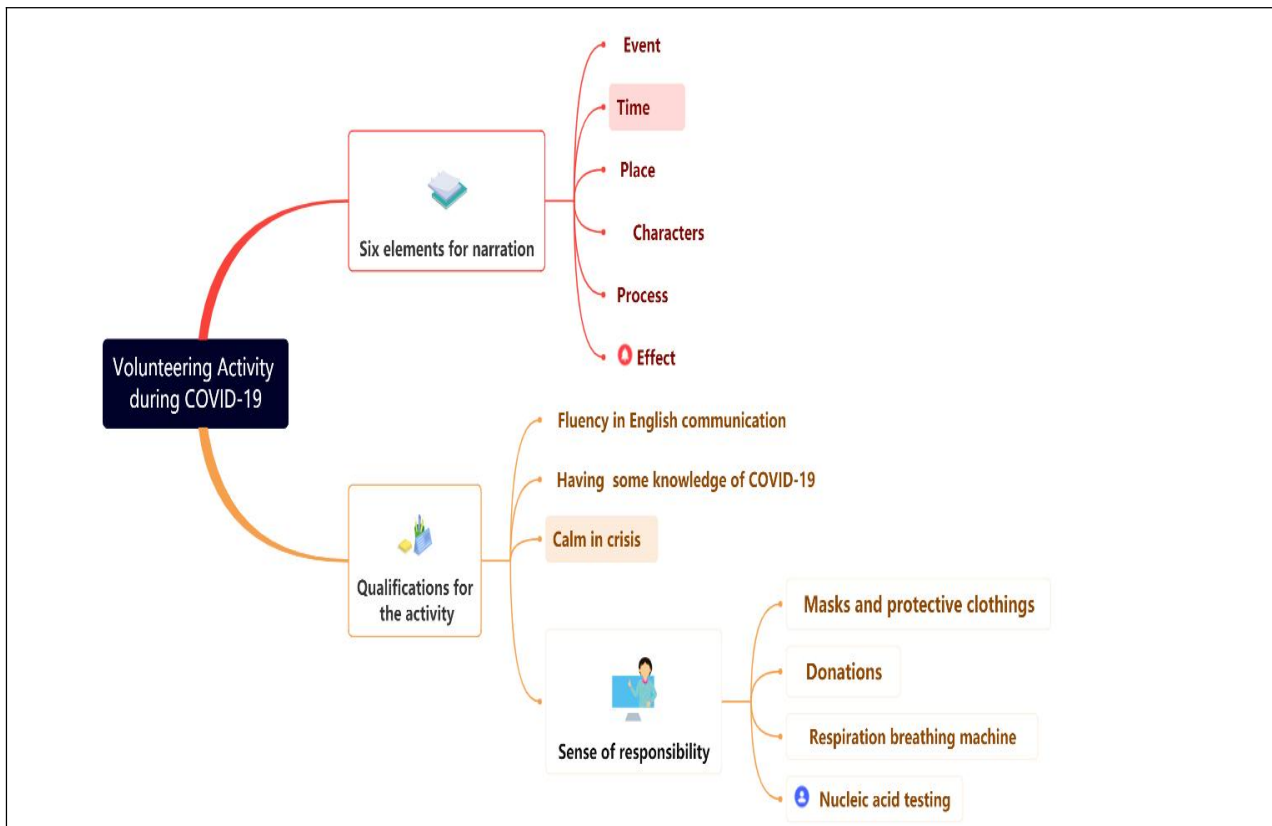 Event
Time
Place
Characters
Process
Effect
Six elements for narration
Volunteering Activity
during COVID-19
Fluency in English communication
Having some knowledge of COVID-19
Calm in crisis
Qualifications for
the activity
Sense of responsibility
Masks and protective clothings
Donations
Respiration breathing machine
Nucleic acid testing